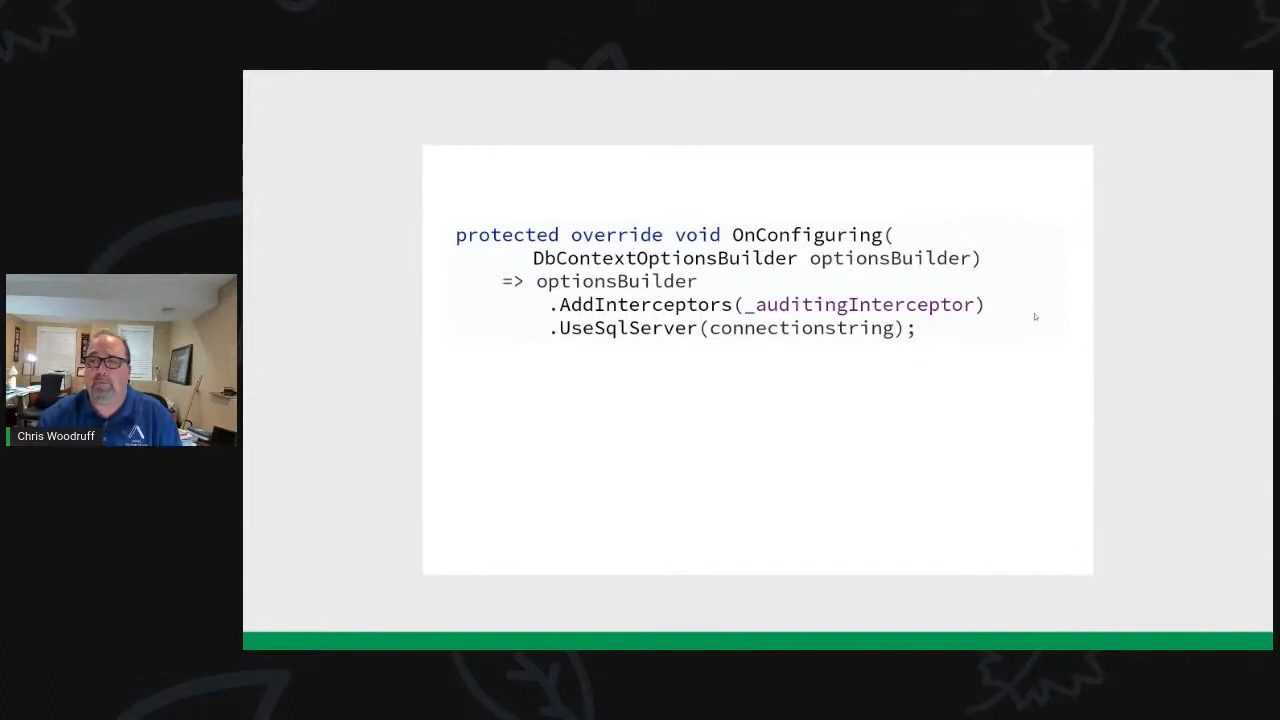 protected override void OnConfiguring(
DbContextOptionsBuilder optionsBuilder)
=> optionsBuilder
.AddInterceptors(_auditingInterceptor)
.UseSqlServer(connectionstring);
Chris Woodruff